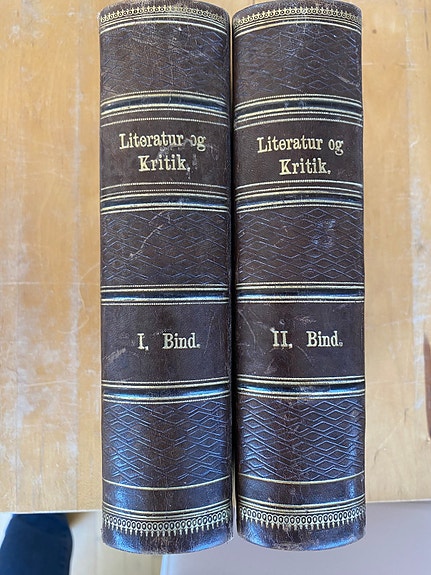 Literatur og
Kritik.
I. Bind.
Literatur og
Kritik.
II. Bind.